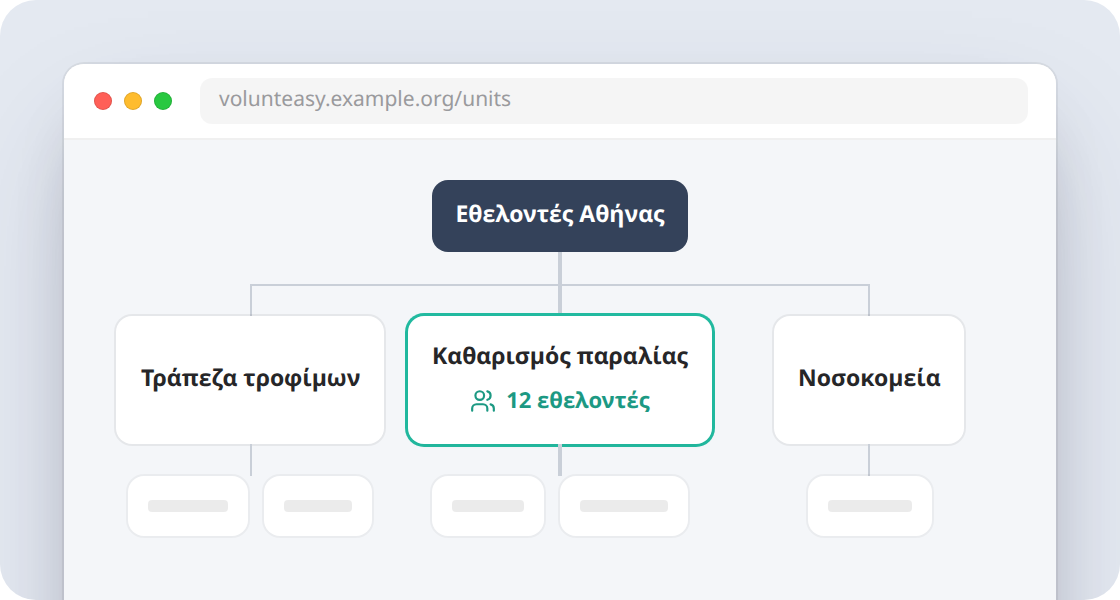 volunteasy.example.org/units
Εθελοντές Αθήνας
Τράπεζα τροφίμων
Καθαρισμός παραλίας
12 εθελοντές
Νοσοκομεία